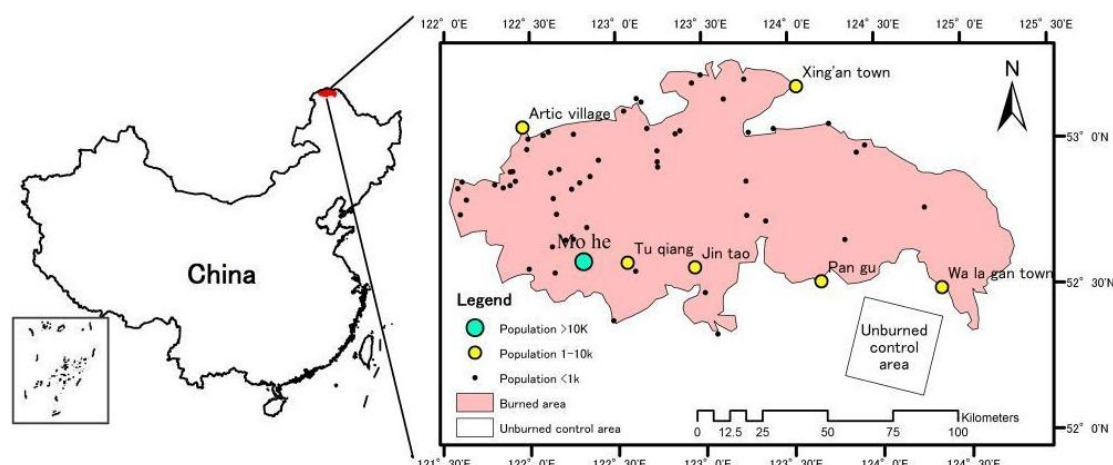 122° 0'E 122° 30'E 123° 0'E 123° 30'E 124° 0'E 124° 30'E 125° 0'E 125° 30'E
Xing'an town
N
Artic village
53° 0'N
China
Mo he
Tu qiang
Jin tao
Pan gu
Wa la gan town
52° 30'N
Legend
Population >10K
Population 1-10k
Population <1k
Burned area
Unburned control area
Unburned
control
area
Kilometers
0 12.5 25 50 75 100
52° 0'N
121° 30'E 122° 0'E 122° 30'E 123° 0'E 123° 30'E 124° 0'E 124° 30'E